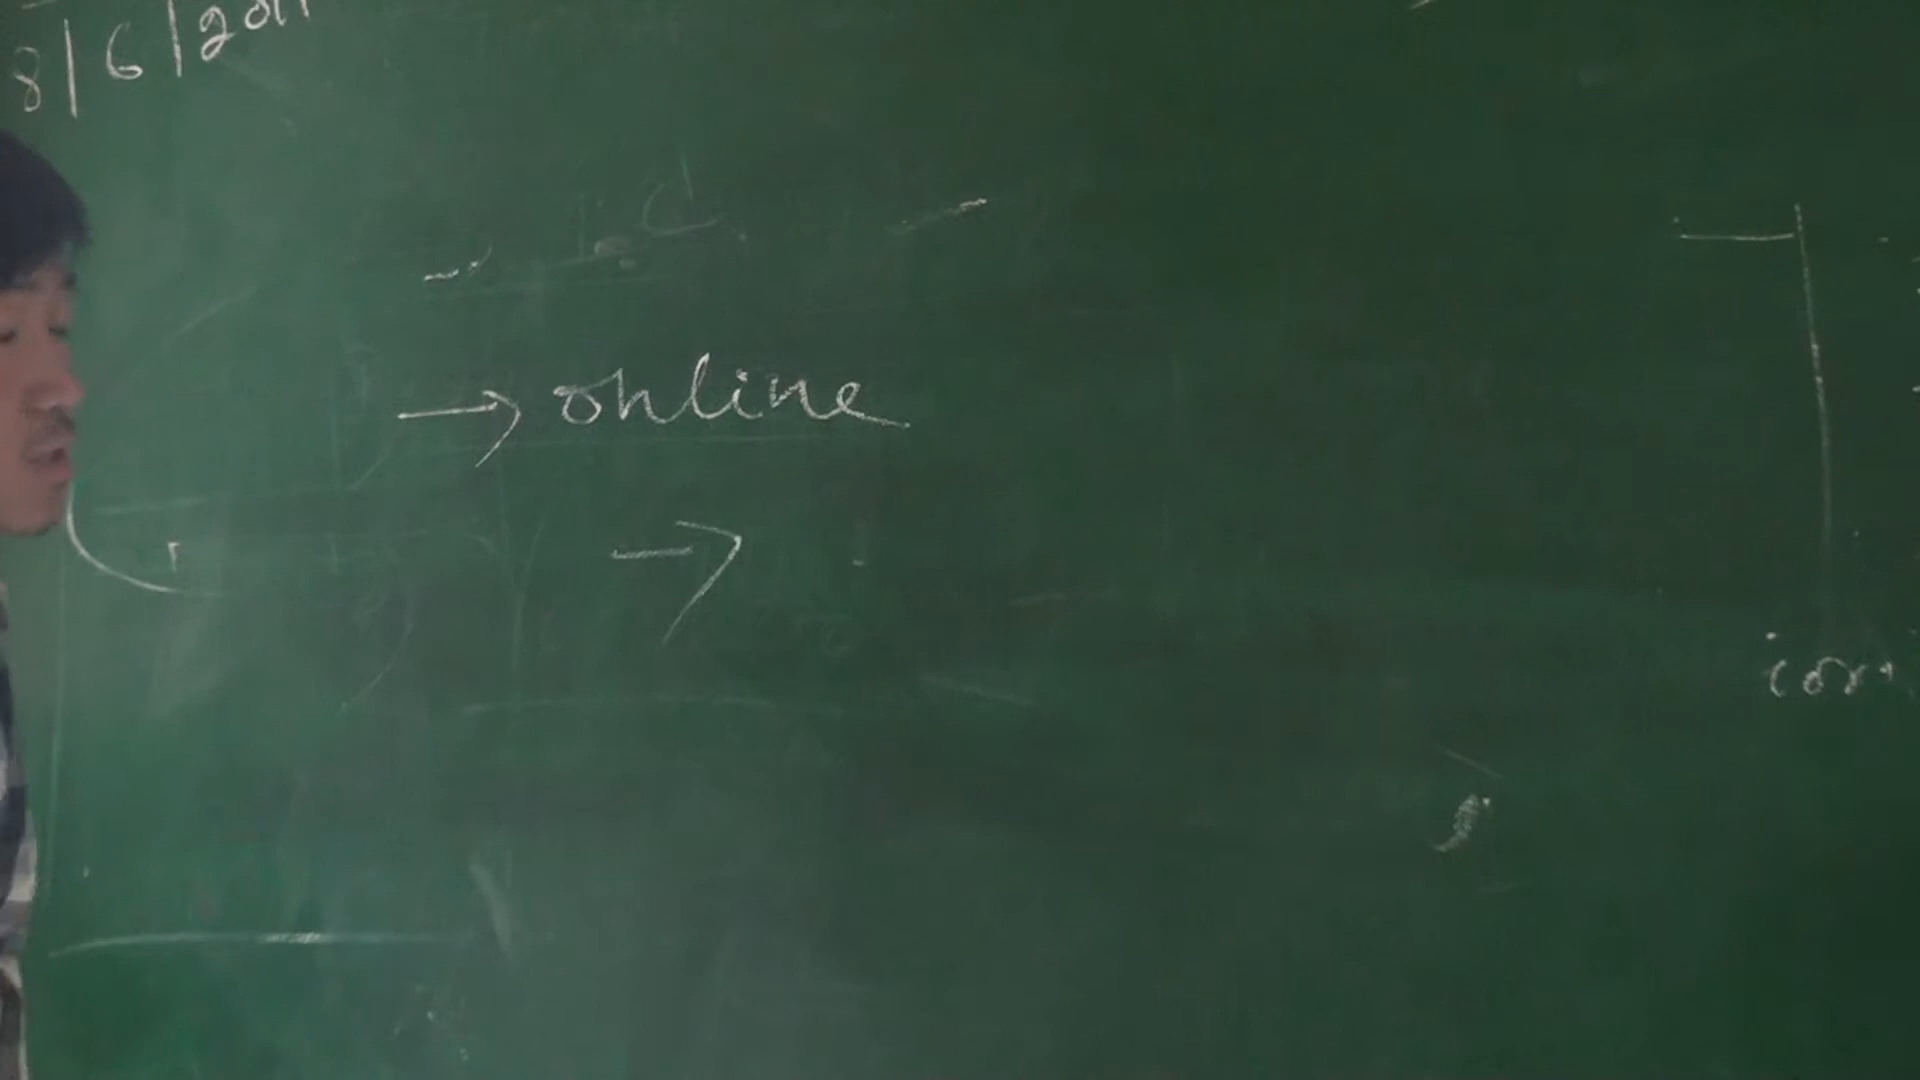 8/6/2011
→ online
→